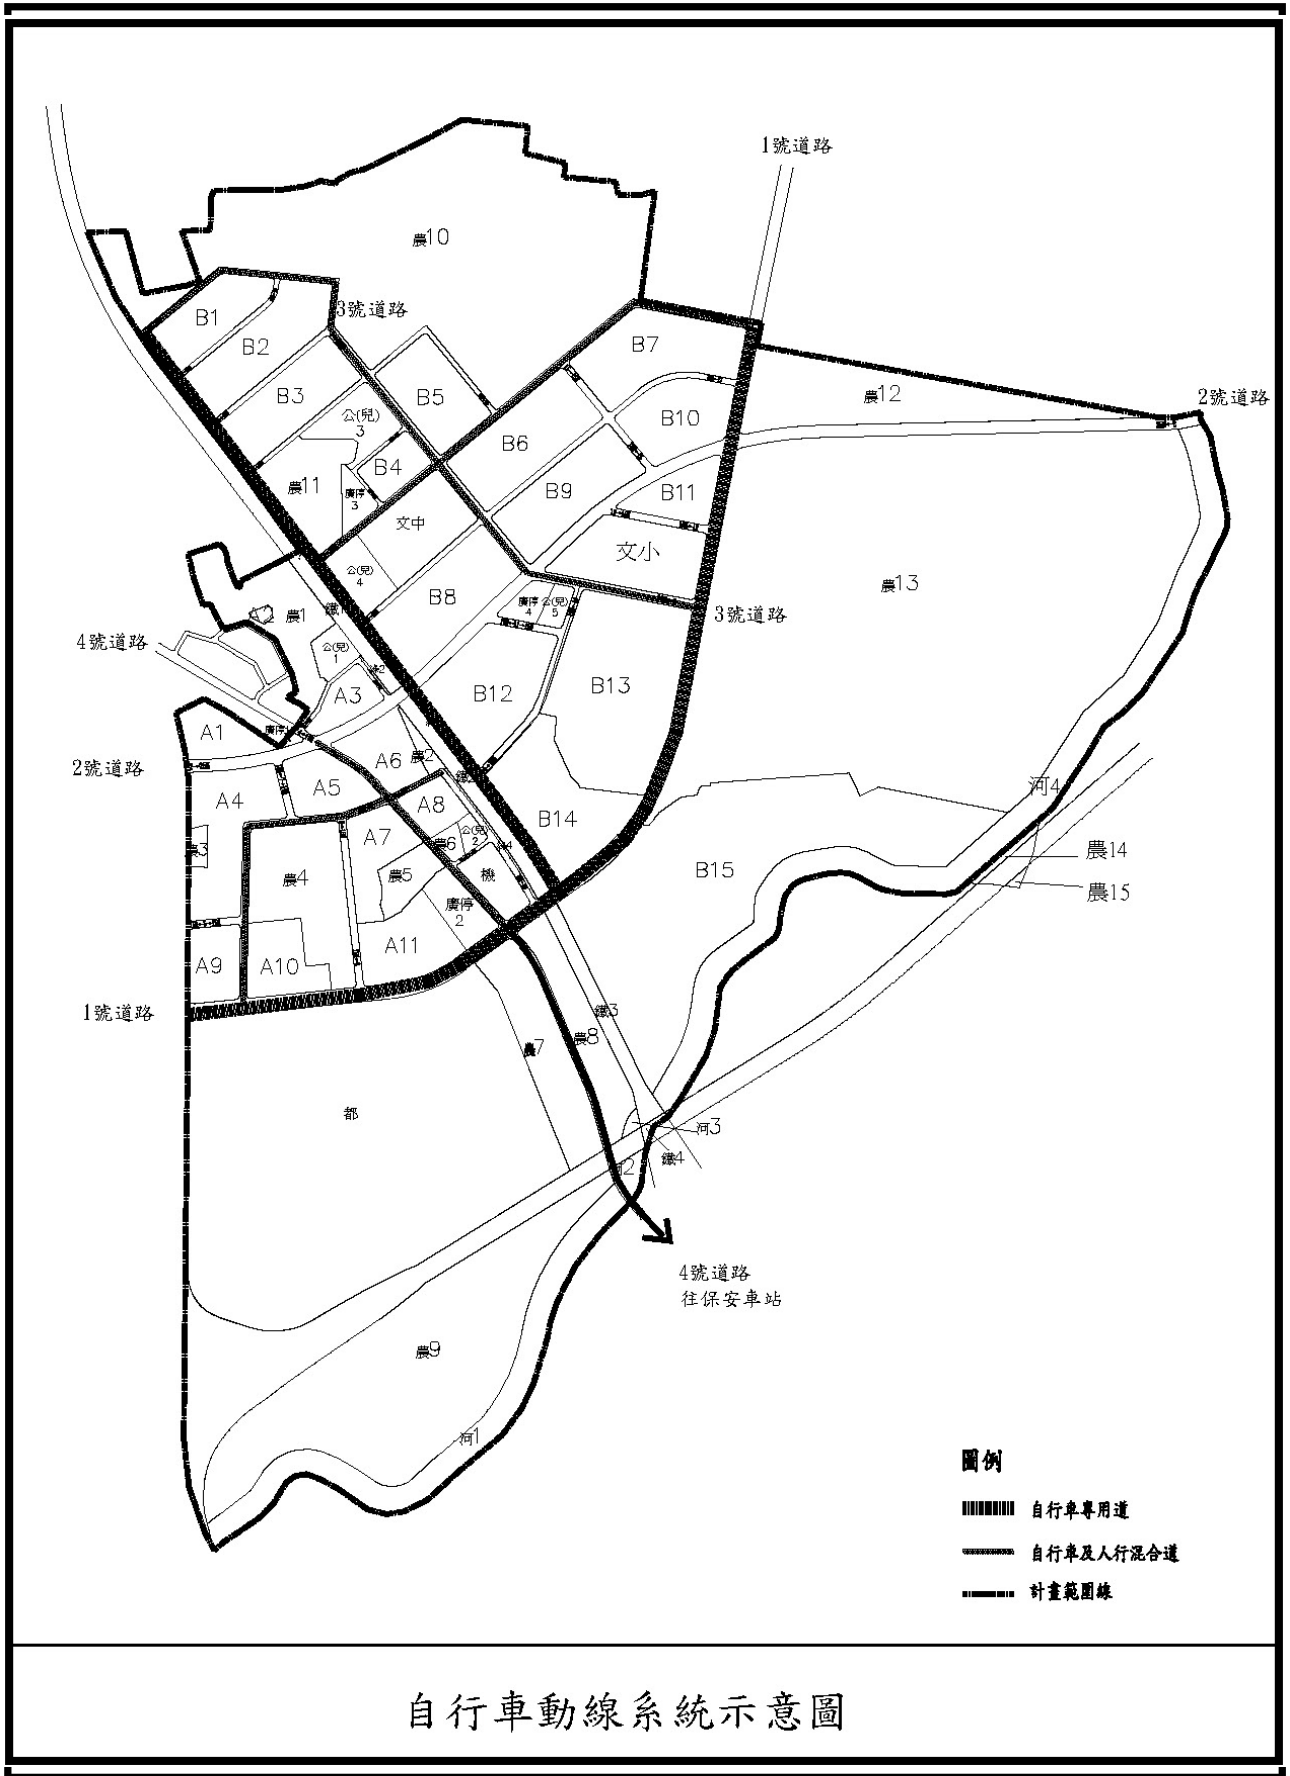 1號道路
農10
3號道路
B1
B2
B7
B3
B5
農12
2號道路
公(兒)
3
B10
B6
B4
農11
廣停
3
B9
B11
文中
文小
公(兒)
4
農13
B8
廣停
4
公(兒)
5
農1
3號道路
4號道路
公(兒)
1
A3
B12
B13
A1
農2
A6
2號道路
A5
A4
A8
河4
B14
A7
公(兒)
2
農6
農14
農3
農4
農5
機
B15
農15
廣停
2
A11
A9
A10
1號道路
鐵3
農8
農7
都
河3
鐵4
4號道路
往保安車站
農9
河1
圖例
自行車專用道
自行車及人行混合道
計畫範圍線
自行車動線系統示意圖